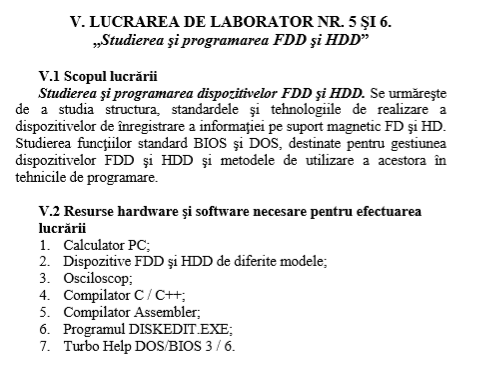 V. LUCRAREA DE LABORATOR NR. 5 ŞI 6.
„Studierea şi programarea FDD şi HDD”
V.1 Scopul lucrării
Studierea şi programarea dispozitivelor FDD şi HDD. Se urmăreşte
de a studia structura, standardele şi tehnologiile de realizare a
dispozitivelor de înregistrare a informaţiei pe suport magnetic FD şi HD.
Studierea funcţiilor standard BIOS şi DOS, destinate pentru gestiunea
dispozitivelor FDD şi HDD şi metodele de utilizare a acestora în
tehnicile de programare.
V.2 Resurse hardware şi software necesare pentru efectuarea
lucrării
1. Calculator PC;
2. Dispozitive FDD şi HDD de diferite modele;
3. Osciloscop;
4. Compilator C / C++;
5. Compilator Assembler;
6. Programul DISKEDIT.EXE;
7. Turbo Help DOS/BIOS 3 / 6.